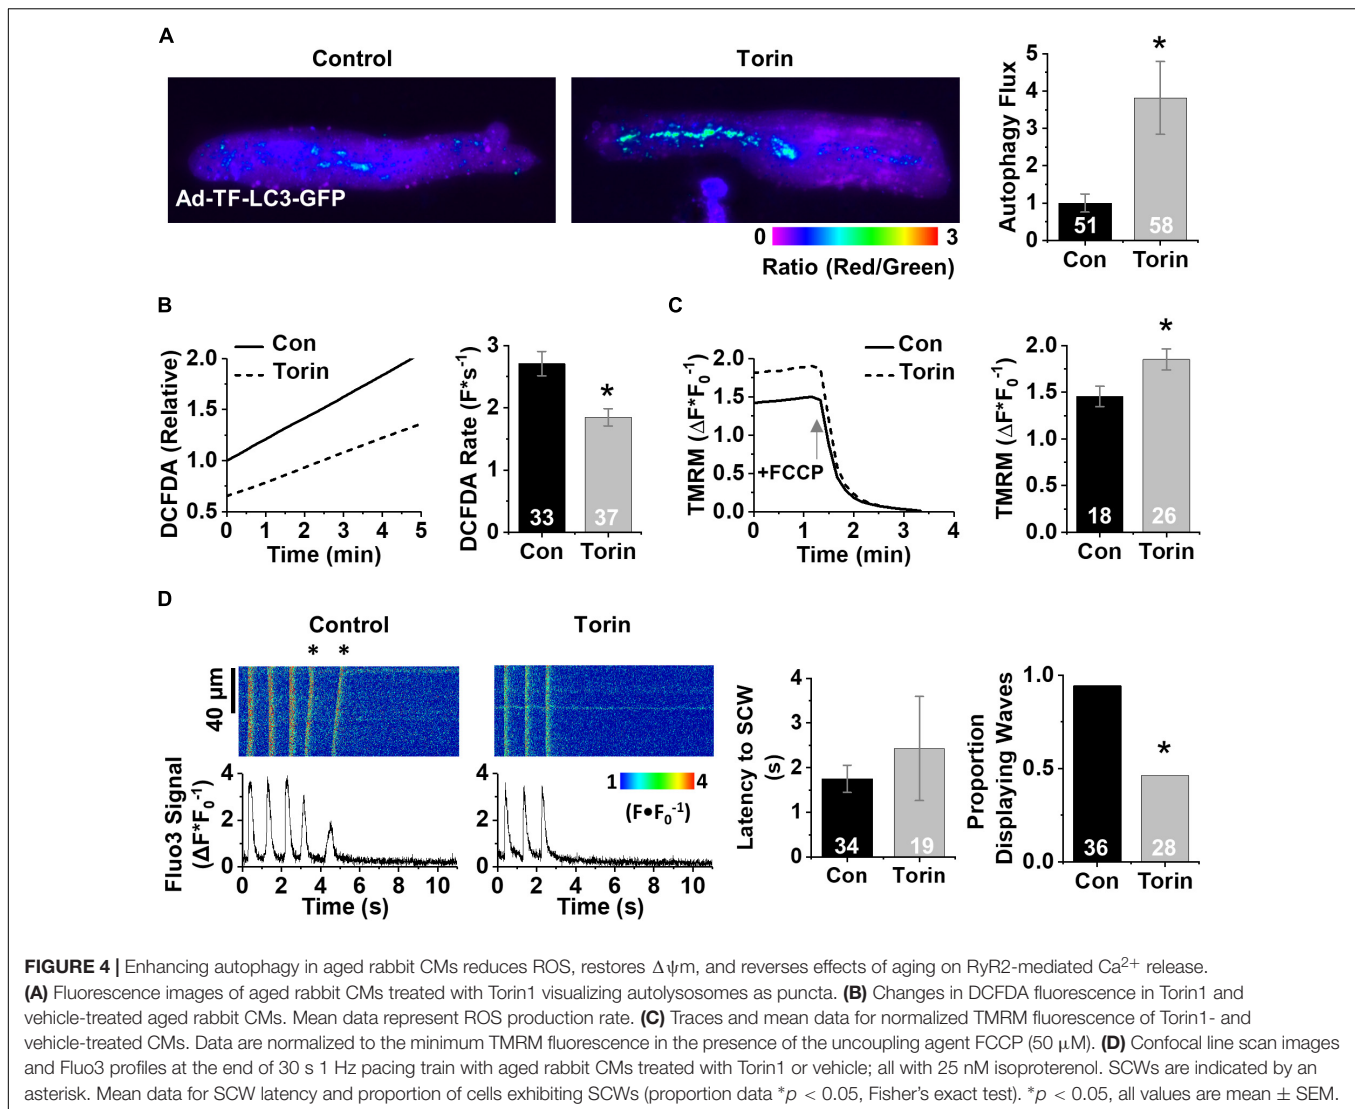 A
Control
Torin
Ad-TF-LC3-GFP
0
3
Ratio (Red/Green)
Autophagy Flux
5
4
3
2
1
0
*
51
58
Con
Torin
B
Con
Torin
DCFDA (Relative)
2.0
1.5
1.0
0.5
0
1
2
3
4
5
Time (min)
DCFDA Rate (F*s⁻¹)
3
2
1
0
*
33
37
Con
Torin
C
Con
Torin
TMRM (ΔF*F₀⁻¹)
2.0
1.5
1.0
0.5
0.0
+FCCP
0
1
2
3
4
Time (min)
TMRM (ΔF*F₀⁻¹)
2.0
1.5
1.0
0.5
0.0
*
18
26
Con
Torin
D
Control
Torin
* *
40 µm
Fluo3 Signal
(ΔF*F₀⁻¹)
4
2
0
0 2 4 6 8 10
Time (s)
4
2
0
0 2 4 6 8 10
Time (s)
1
4
(F•F₀⁻¹)
Latency to SCW
(s)
4
3
2
1
0
34
19
Con
Torin
Proportion
Displaying Waves
1.0
0.5
0.0
*
36
28
Con
Torin
FIGURE 4 | Enhancing autophagy in aged rabbit CMs reduces ROS, restores Δψm, and reverses effects of aging on RyR2-mediated Ca²⁺ release.
(A) Fluorescence images of aged rabbit CMs treated with Torin1 visualizing autolysosomes as puncta. (B) Changes in DCFDA fluorescence in Torin1 and
vehicle-treated aged rabbit CMs. Mean data represent ROS production rate. (C) Traces and mean data for normalized TMRM fluorescence of Torin1- and
vehicle-treated CMs. Data are normalized to the minimum TMRM fluorescence in the presence of the uncoupling agent FCCP (50 µM). (D) Confocal line scan images
and Fluo3 profiles at the end of 30 s 1 Hz pacing train with aged rabbit CMs treated with Torin1 or vehicle; all with 25 nM isoproterenol. SCWs are indicated by an
asterisk. Mean data for SCW latency and proportion of cells exhibiting SCWs (proportion data *p < 0.05, Fisher's exact test). *p < 0.05, all values are mean ± SEM.